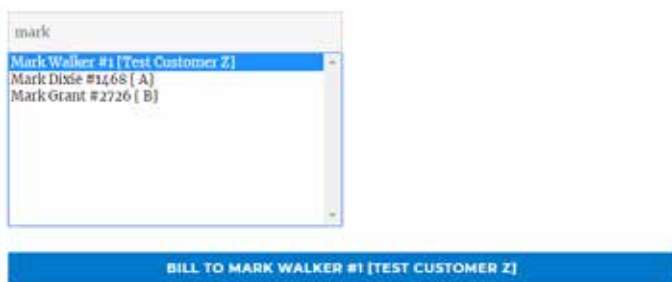 mark
Mark Walker #1 [Test Customer Z]
Mark Dixie #1468 [ A]
Mark Grant #2726 [ B]
BILL TO MARK WALKER #1 [TEST CUSTOMER Z]